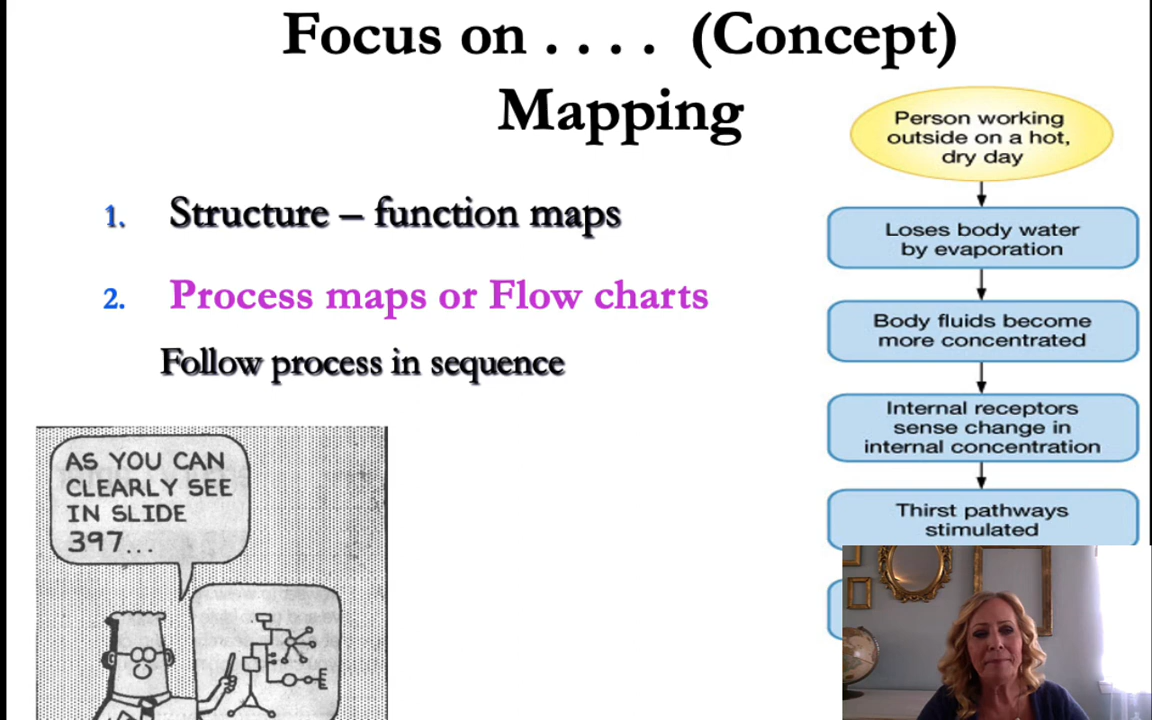 Focus on . . . . (Concept)
Mapping
1. Structure – function maps
2. Process maps or Flow charts
Follow process in sequence
AS YOU CAN
CLEARLY SEE
IN SLIDE
397...
Person working
outside on a hot,
dry day
Loses body water
by evaporation
Body fluids become
more concentrated
Internal receptors
sense change in
internal concentration
Thirst pathways
stimulated